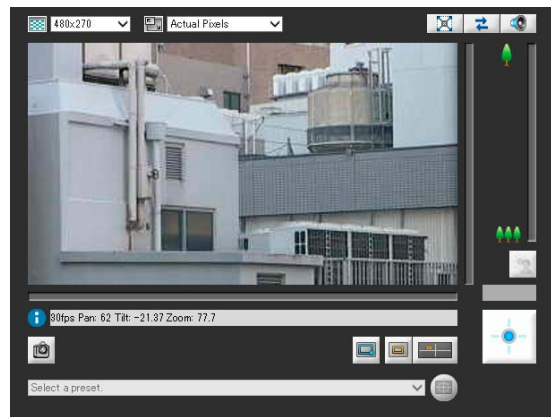 480x270
Actual Pixels
30fps Pan: 62 Tilt: -21.37 Zoom: 77.7
Select a preset.